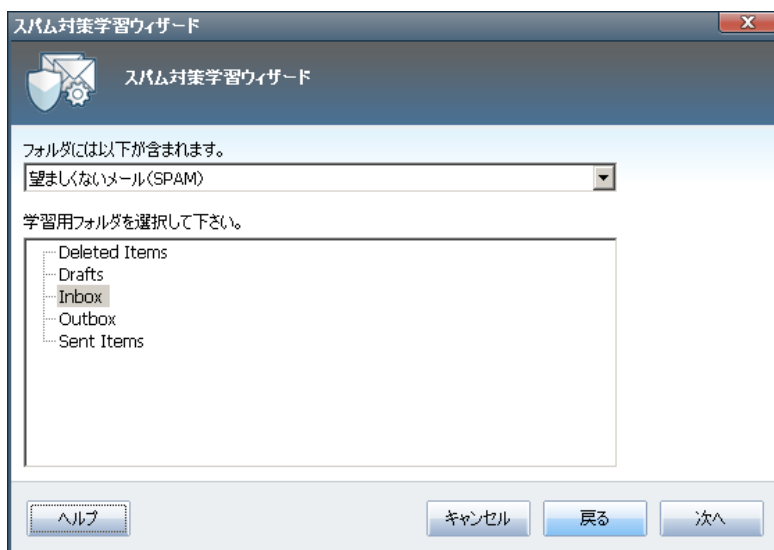 スパム対策学習ウィザード
スパム対策学習ウィザード
フォルダには以下が含まれます。
望ましくないメール(SPAM)
学習用フォルダを選択して下さい。
Deleted Items
Drafts
Inbox
Outbox
Sent Items
ヘルプ キャンセル 戻る 次へ